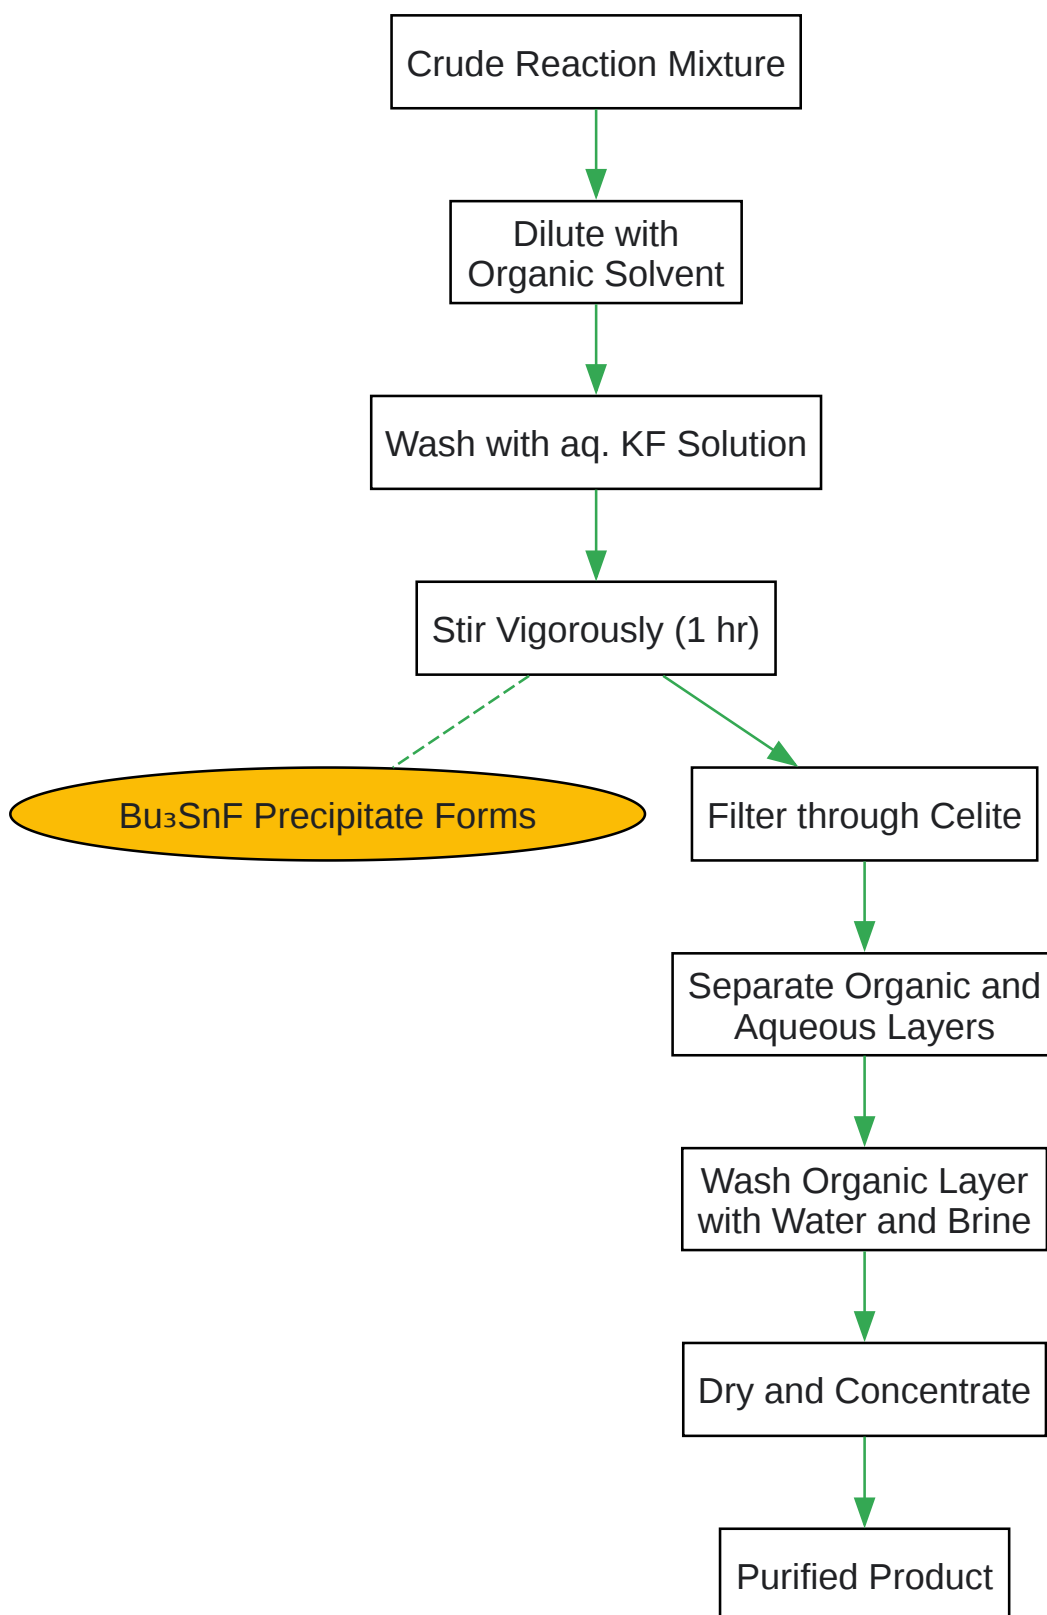 Crude Reaction Mixture
Dilute with
Organic Solvent
Wash with aq. KF Solution
Stir Vigorously (1 hr)
Bu₃SnF Precipitate Forms
Filter through Celite
Separate Organic and
Aqueous Layers
Wash Organic Layer
with Water and Brine
Dry and Concentrate
Purified Product